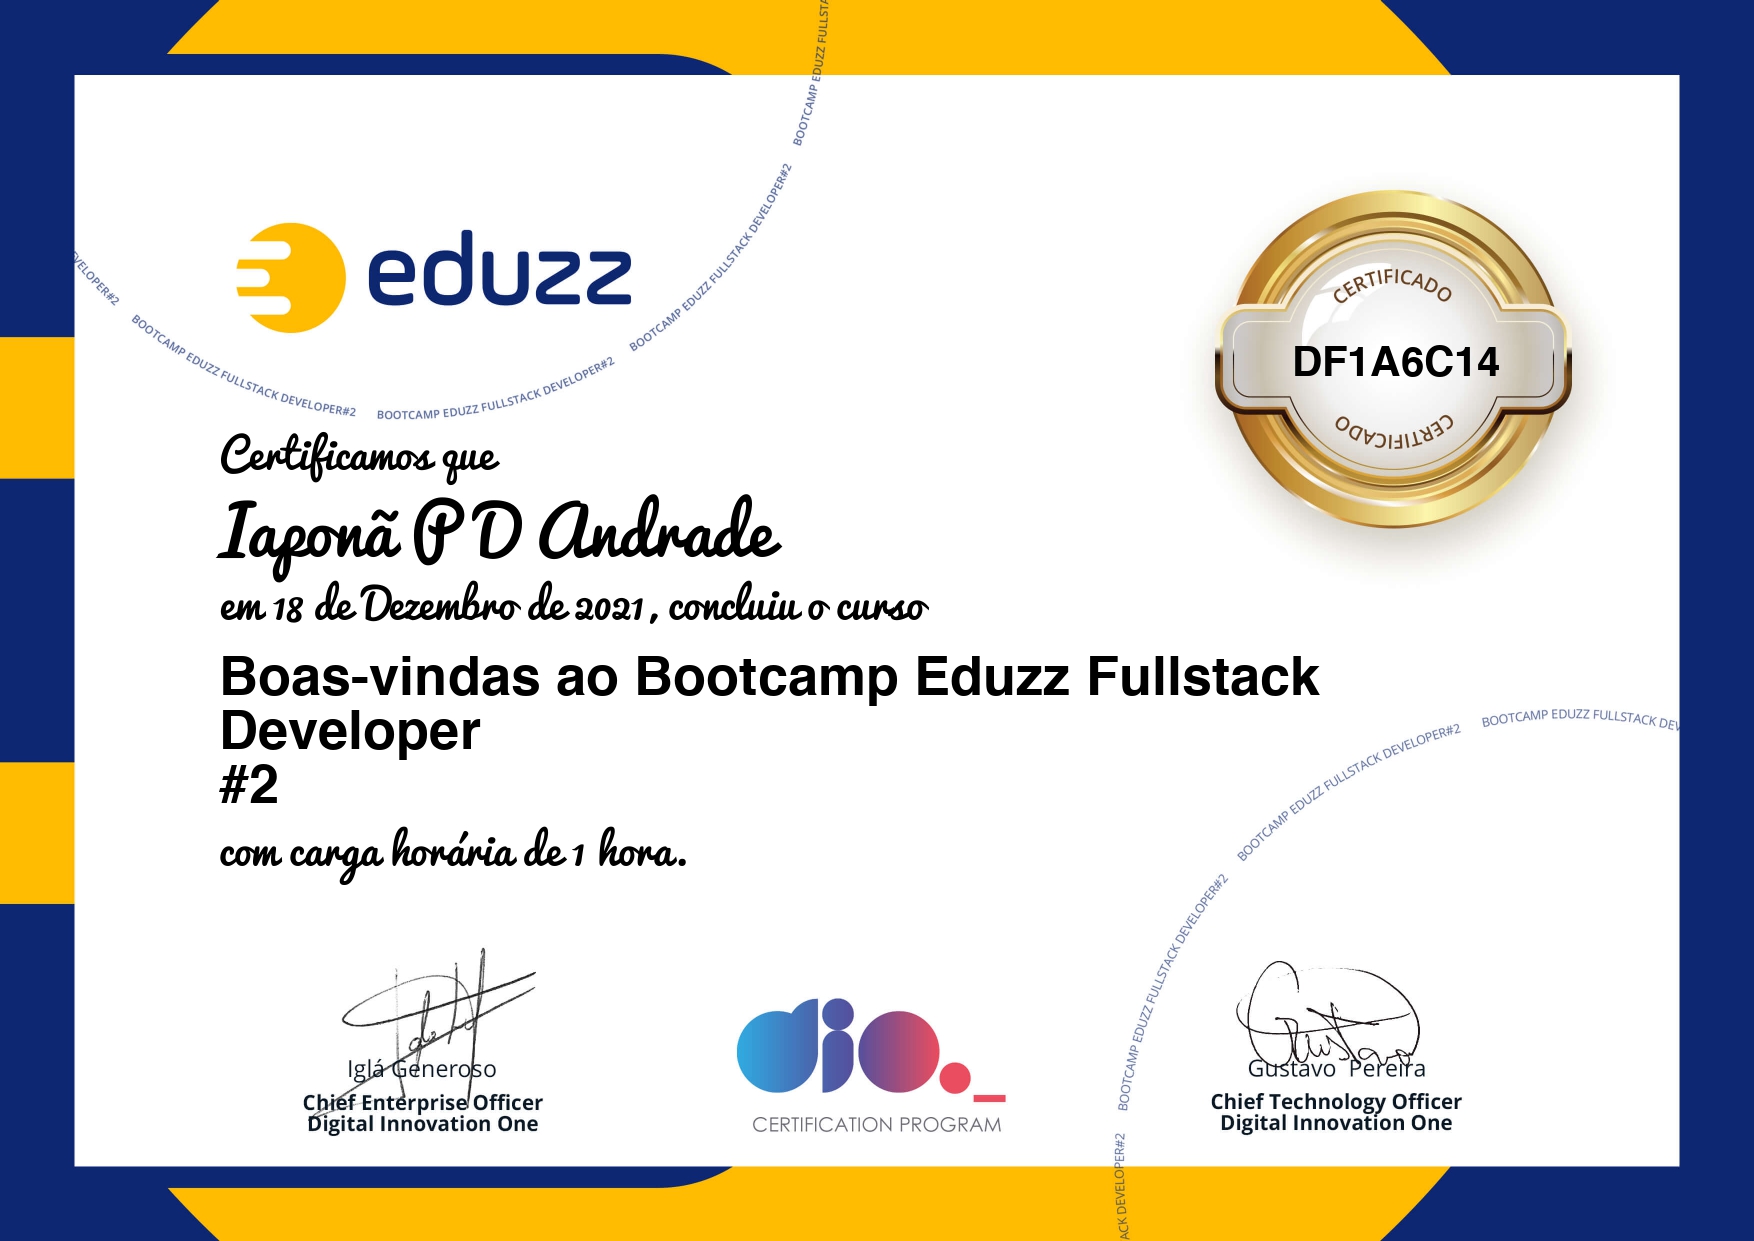 BOOTCAMP EDUZZ FULLSTA
VELOPER#2 BOOTCAMP EDUZZ FULLSTACK DEVELOPER#2 BOOTCAMP EDUZZ FULLSTACK DEVELOPER#2 BOOTCAMP EDUZZ FULLSTACK DEVELOPER#2
eduzz
CERTIFICADO
DF1A6C14
CERTIFICADO
Certificamos que
Iaponã P D Andrade
em 18 de Dezembro de 2021, concluiu o curso
Boas-vindas ao Bootcamp Eduzz Fullstack
Developer
#2
com carga horária de 1 hora.
ACK DEVELOPER#2 BOOTCAMP EDUZZ FULLSTACK DEVELOPER#2 BOOTCAMP EDUZZ FULLSTACK DEVELOPER#2 BOOTCAMP EDUZZ FULLSTACK DEV
Iglá Generoso
Chief Enterprise Officer
Digital Innovation One
dio._
CERTIFICATION PROGRAM
Gustavo
Gustavo Pereira
Chief Technology Officer
Digital Innovation One